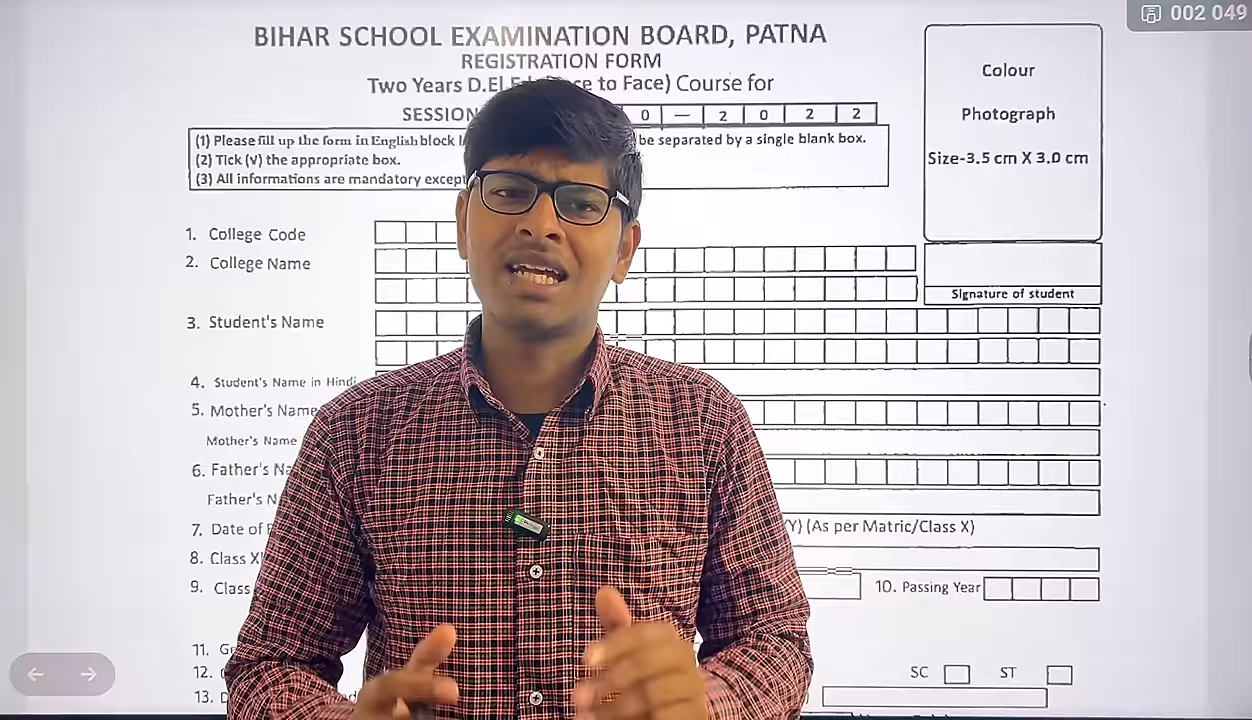 002 049
BIHAR SCHOOL EXAMINATION BOARD, PATNA
REGISTRATION FORM
Two Years to Face) Course for
SESSION 0 — 2 0 2 2
(1) Please fill up the form in English block be separated by a single blank box.
(2) Tick (√) the appropriate box.
(3) All informations are mandatory except
Colour
Photograph
Size-3.5 cm X 3.0 cm
Signature of student
1. College Code
2. College Name
3. Student's Name
4. Student's Name in Hindi
5. Mother's Name
Mother's Name
6. Father's
Father's
7. Date of (As per Matric/Class X)
8. Class
9. Class 10. Passing Year
11.
12. SC ST
13.